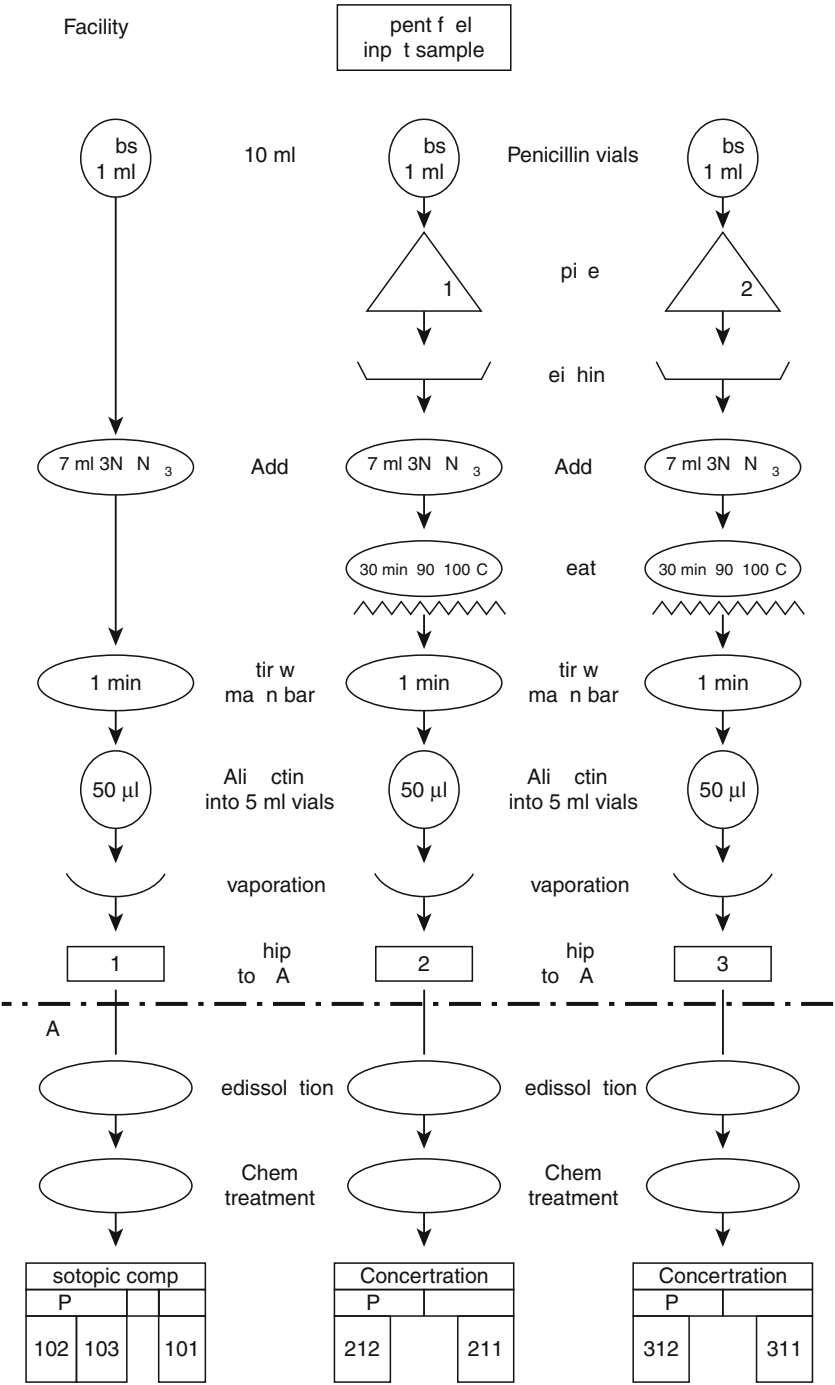 Facility
pent f el
inp t sample
bs
1 ml
10 ml
bs
1 ml
Penicillin vials
bs
1 ml
1
pi e
2
ei hin
7 ml 3N N 3
Add
7 ml 3N N 3
Add
7 ml 3N N 3
30 min 90 100 C
eat
30 min 90 100 C
1 min
tir w
ma n bar
1 min
tir w
ma n bar
1 min
50 μl
Ali ctin
into 5 ml vials
50 μl
Ali ctin
into 5 ml vials
50 μl
vaporation
vaporation
1
hip
to A
2
hip
to A
3
A
edissol tion
edissol tion
Chem
treatment
Chem
treatment
sotopic comp
Concertration
Concertration
P
P
P
102 103 101
212 211
312 311